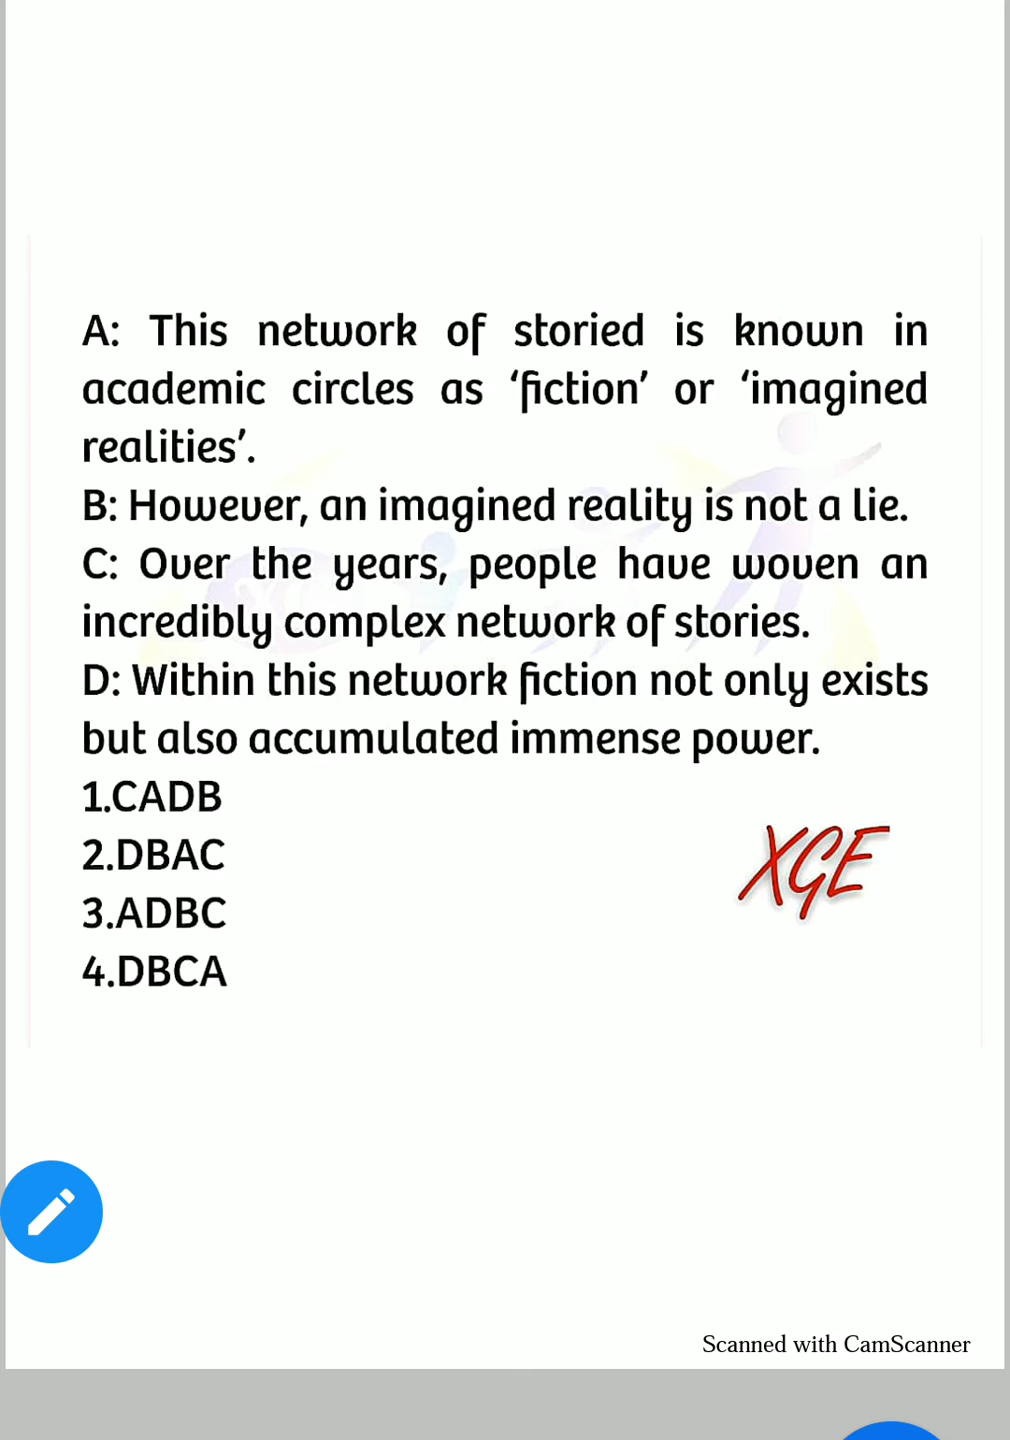 A: This network of storied is known in
academic circles as ‘fiction’ or ‘imagined
realities’.
B: However, an imagined reality is not a lie.
C: Over the years, people have woven an
incredibly complex network of stories.
D: Within this network fiction not only exists
but also accumulated immense power.
1.CADB
2.DBAC
3.ADBC
4.DBCA
XGE
Scanned with CamScanner